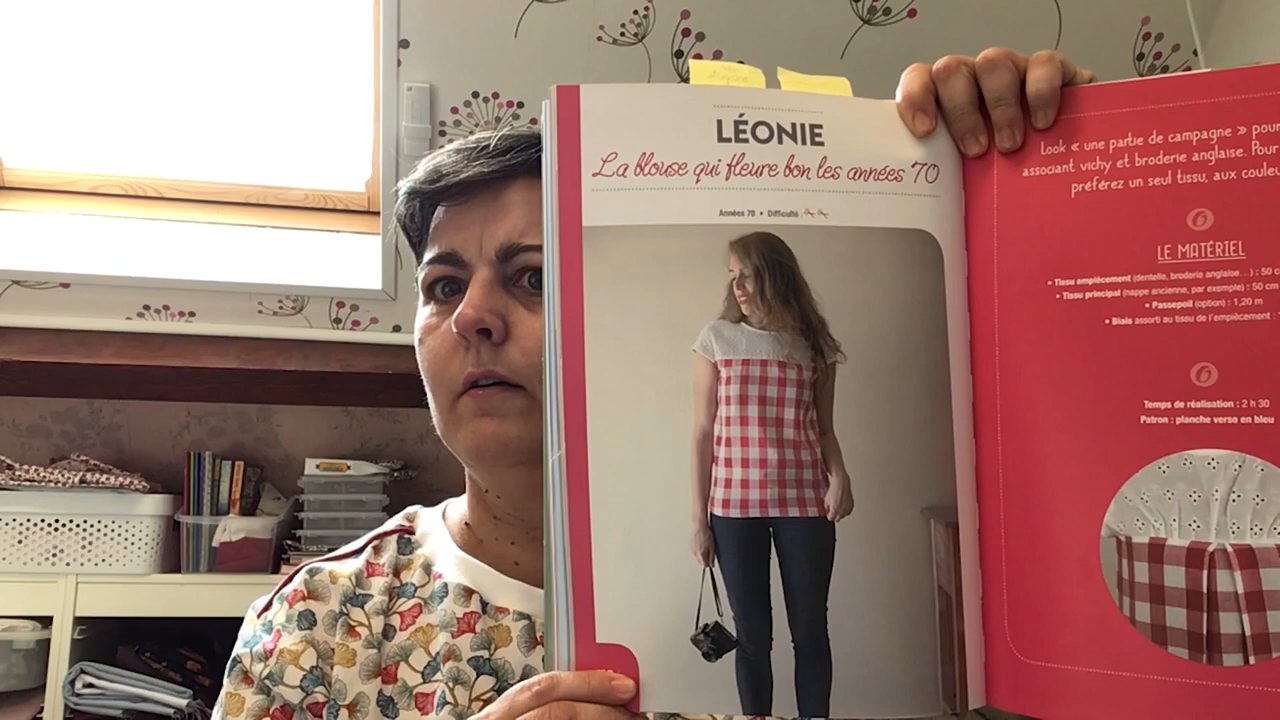 LÉONIE
La blouse qui fleure bon les années 70
Années 70 • Difficulté :
Look « une partie de campagne » pour
associant vichy et broderie anglaise. Pour
préférez un seul tissu, aux couleu
LE MATÉRIEL
• Tissu empiècement (dentelle, broderie anglaise...) : 50 c
• Tissu principal (nappe ancienne, par exemple) : 50 cm
• Passepoil (option) : 1,20 m
• Biais assorti au tissu de l'empiècement :
Temps de réalisation : 2 h 30
Patron : planche verso en bleu